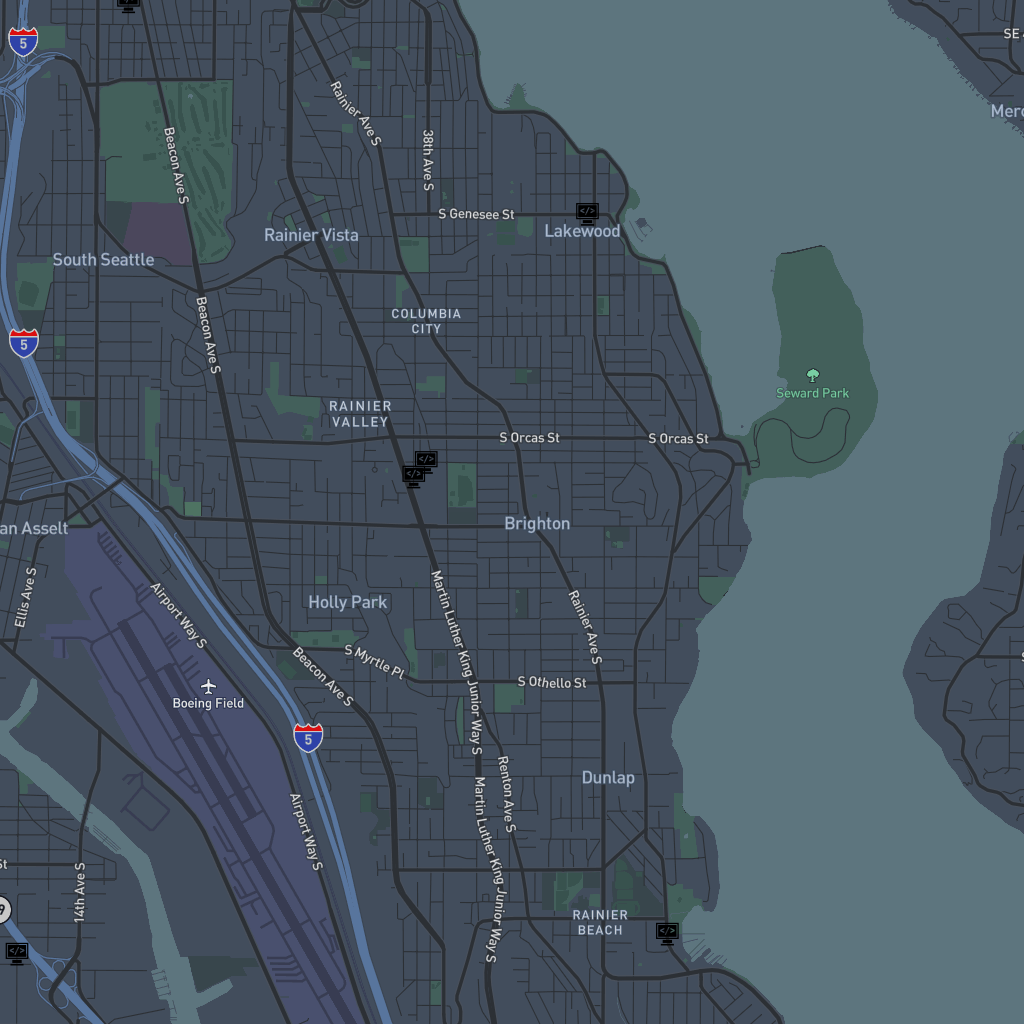 5
SE
Merc
Rainier Ave S
Beacon Ave S
38th Ave S
S Genesee St
</>
Lakewood
Rainier Vista
South Seattle
COLUMBIA
CITY
Beacon Ave S
5
Seward Park
RAINIER
VALLEY
S Orcas St
S Orcas St
</>
</>
an Asselt
Brighton
Ellis Ave S
Airport Way S
Holly Park
Martin Luther King Junior Way S
Rainier Ave S
S Myrtle Pl
Beacon Ave S
S Othello St
Boeing Field
5
Renton Ave S
Dunlap
Martin Luther King Junior Way S
Airport Way S
St
14th Ave S
9
RAINIER
BEACH
</>
</>